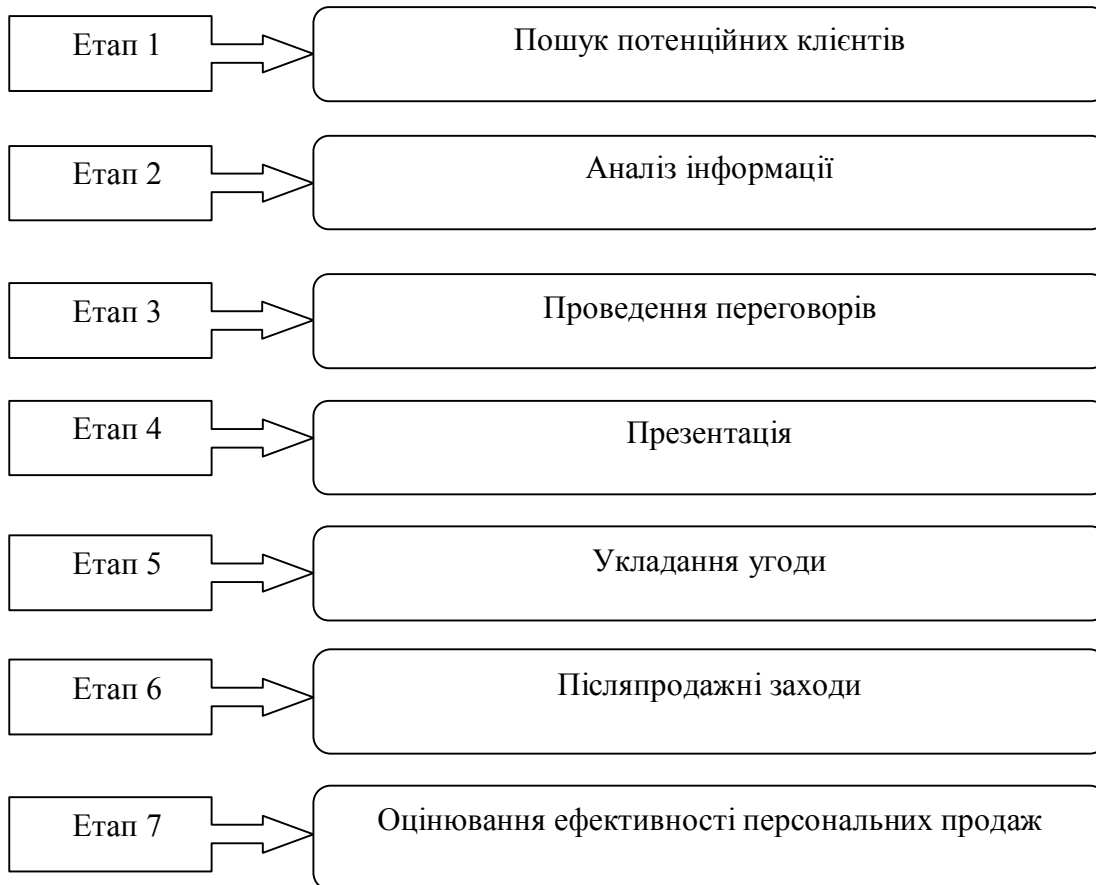 Етап 1
Пошук потенційних клієнтів
Етап 2
Аналіз інформації
Етап 3
Проведення переговорів
Етап 4
Презентація
Етап 5
Укладання угоди
Етап 6
Післяпродажні заходи
Етап 7
Оцінювання ефективності персональних продаж